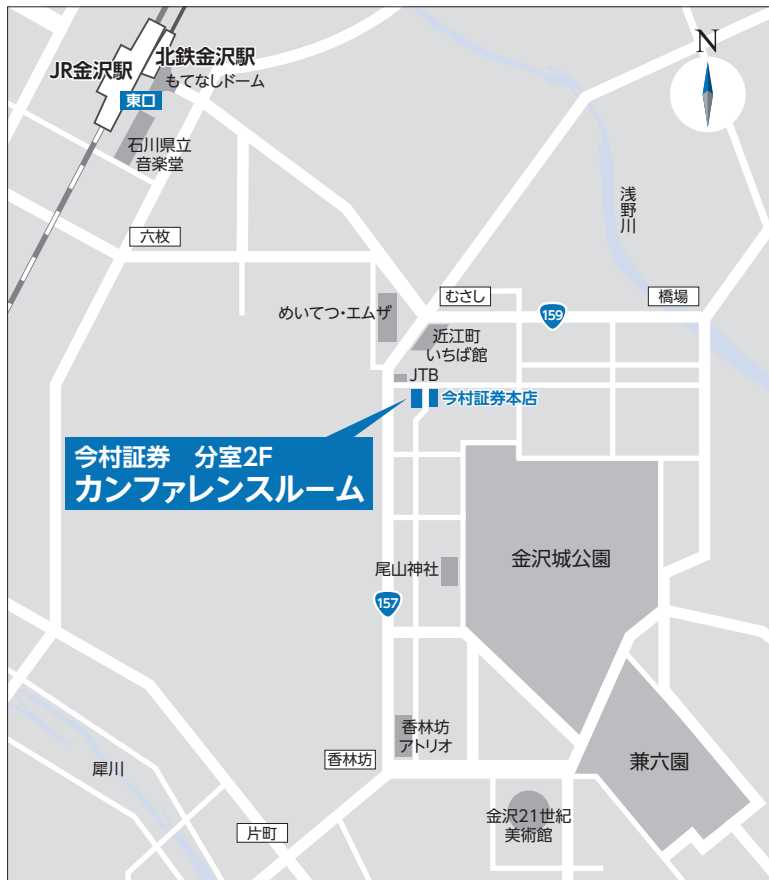 N
北鉄金沢駅
JR金沢駅
もてなしドーム
東口
石川県立
音楽堂
浅野川
六枚
めいてつ・エムザ
むさし
橋場
159
近江町
いちば館
JTB
今村証券本店
今村証券　分室2F
カンファレンスルーム
金沢城公園
尾山神社
157
香林坊
アトリオ
香林坊
兼六園
犀川
金沢21世紀
美術館
片町